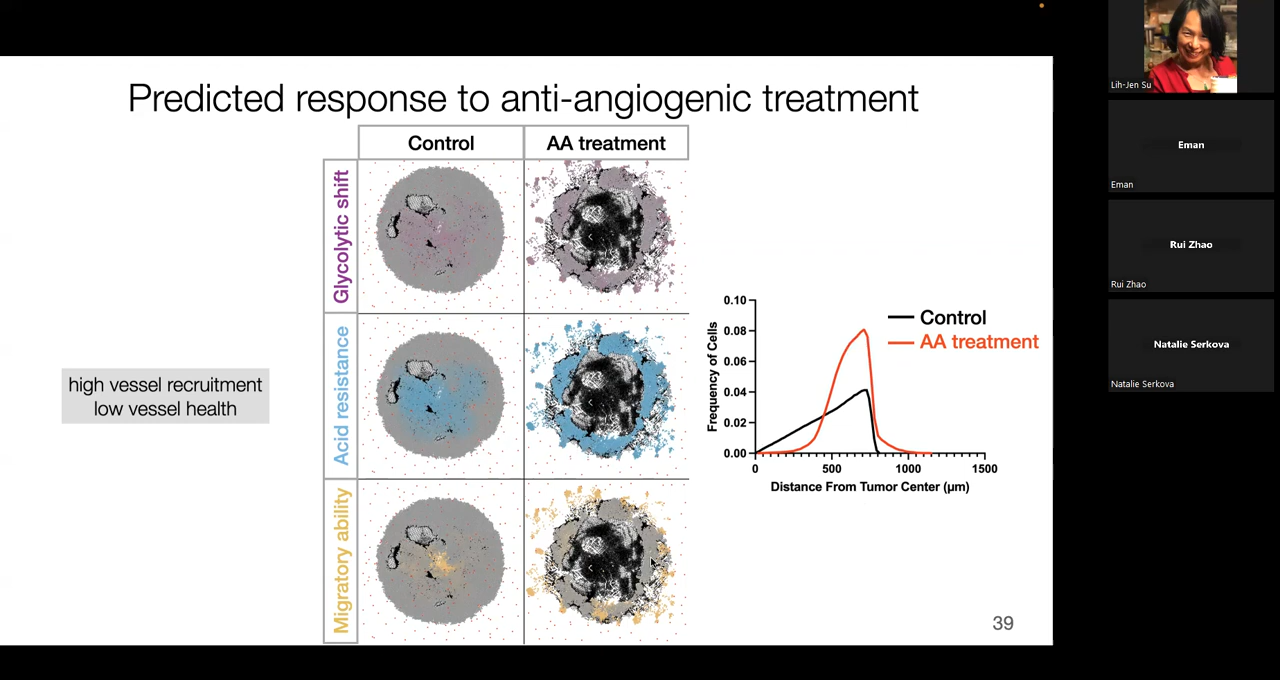 Predicted response to anti-angiogenic treatment
Control
AA treatment
Glycolytic shift
Acid resistance
Migratory ability
high vessel recruitment
low vessel health
Control
AA treatment
Frequency of Cells
0.10
0.08
0.06
0.04
0.02
0.00
0
500
1000
1500
Distance From Tumor Center (µm)
39
Lih-Jen Su
Eman
Eman
Rui Zhao
Rui Zhao
Natalie Serkova
Natalie Serkova